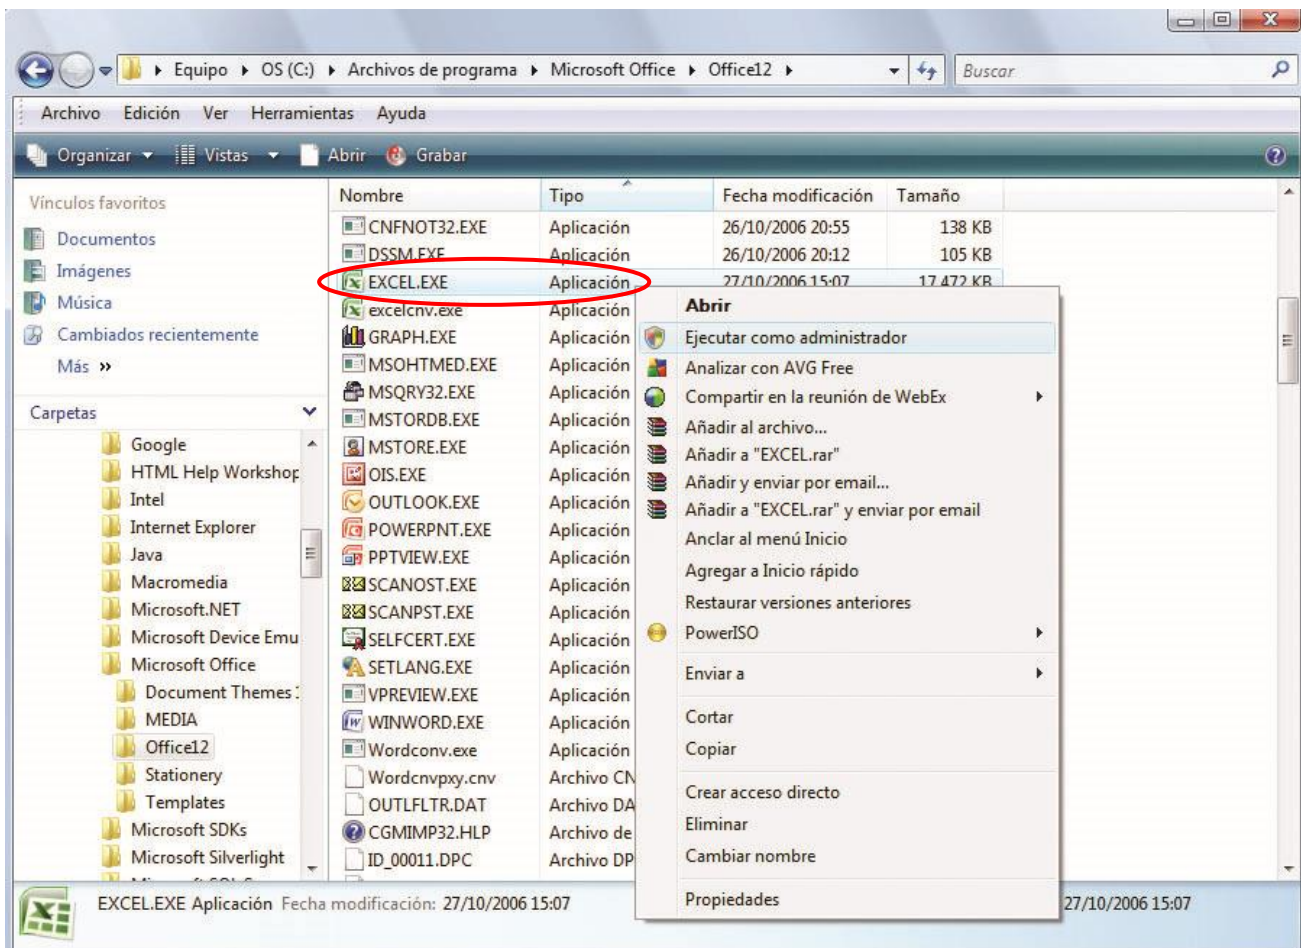 Equipo OS (C:) Archivos de programa Microsoft Office Office12 Buscar
Archivo Edición Ver Herramientas Ayuda
Organizar Vistas Abrir Grabar
Vínculos favoritos
Documentos
Imágenes
Música
Cambiados recientemente
Más »
Carpetas
Google
HTML Help Workshop
Intel
Internet Explorer
Java
Macromedia
Microsoft.NET
Microsoft Device Emu
Microsoft Office
Document Themes
MEDIA
Office12
Stationery
Templates
Microsoft SDKs
Microsoft Silverlight
Nombre Tipo Fecha modificación Tamaño
CNFNOT32.EXE Aplicación 26/10/2006 20:55 138 KB
DSSM.EXE Aplicación 26/10/2006 20:12 105 KB
EXCEL.EXE Aplicación 27/10/2006 15:07 17.472 KB
excelcnv.exe Aplicación
GRAPH.EXE Aplicación
MSOHTMED.EXE Aplicación
MSQRY32.EXE Aplicación
MSTORDB.EXE Aplicación
MSTORE.EXE Aplicación
OIS.EXE Aplicación
OUTLOOK.EXE Aplicación
POWERPNT.EXE Aplicación
PPTVIEW.EXE Aplicación
SCANOST.EXE Aplicación
SCANPST.EXE Aplicación
SELFCERT.EXE Aplicación
SETLANG.EXE Aplicación
VPREVIEW.EXE Aplicación
WINWORD.EXE Aplicación
Wordconv.exe Aplicación
Wordcnvpxy.cnv Archivo CN
OUTLFLTR.DAT Archivo DA
CGMIMP32.HLP Archivo de
ID_00011.DPC Archivo DP
Abrir
Ejecutar como administrador
Analizar con AVG Free
Compartir en la reunión de WebEx
Añadir al archivo...
Añadir a "EXCEL.rar"
Añadir y enviar por email...
Añadir a "EXCEL.rar" y enviar por email
Anclar al menú Inicio
Agregar a Inicio rápido
Restaurar versiones anteriores
PowerISO
Enviar a
Cortar
Copiar
Crear acceso directo
Eliminar
Cambiar nombre
Propiedades
EXCEL.EXE Aplicación Fecha modificación: 27/10/2006 15:07 27/10/2006 15:07